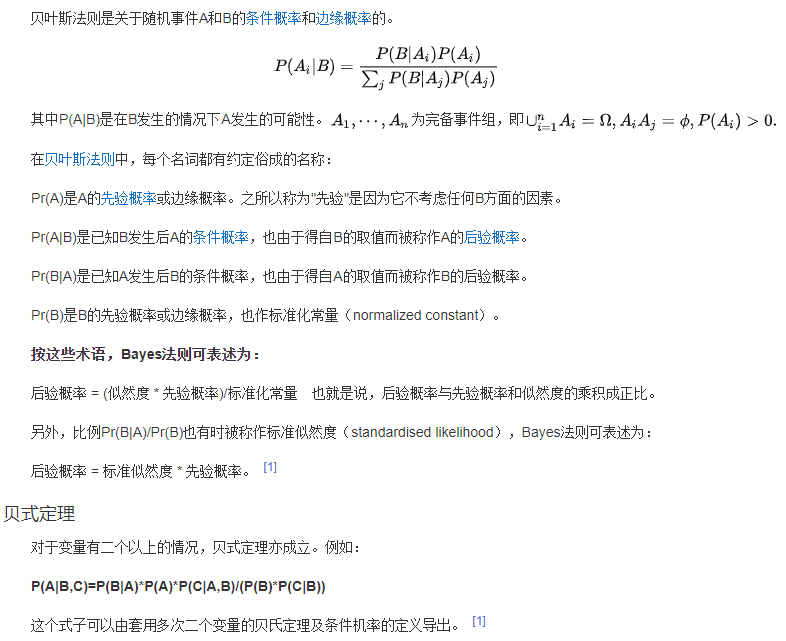 贝叶斯法则是关于随机事件A和B的条件概率和边缘概率的。
P(A_i|B) = \frac{P(B|A_i)P(A_i)}{\sum_j P(B|A_j)P(A_j)}
其中P(A|B)是在B发生的情况下A发生的可能性。A_1, ⋯, A_n 为完备事件组，即 ∪_{i=1}^n A_i = Ω, A_iA_j = ϕ, P(A_i) > 0.
在贝叶斯法则中，每个名词都有约定俗成的名称：
Pr(A)是A的先验概率或边缘概率。之所以称为"先验"是因为它不考虑任何B方面的因素。
Pr(A|B)是已知B发生后A的条件概率，也由于得自B的取值而被称作A的后验概率。
Pr(B|A)是已知A发生后B的条件概率，也由于得自A的取值而被称作B的后验概率。
Pr(B)是B的先验概率或边缘概率，也作标准化常量（normalized constant）。
按这些术语，Bayes法则可表述为：
后验概率 = (似然度 * 先验概率)/标准化常量　也就是说，后验概率与先验概率和似然度的乘积成正比。
另外，比例Pr(B|A)/Pr(B)也有时被称作标准似然度（standardised likelihood），Bayes法则可表述为：
后验概率 = 标准似然度 * 先验概率。 [1]
贝式定理
对于变量有二个以上的情况，贝式定理亦成立。例如：
P(A|B,C)=P(B|A)*P(A)*P(C|A,B)/(P(B)*P(C|B))
这个式子可以由套用多次二个变量的贝氏定理及条件机率的定义导出。 [1]